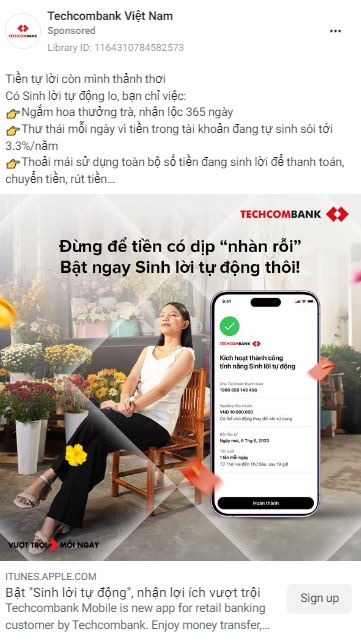 Techcombank Việt Nam
Sponsored
Library ID: 1164310784582573
Tiền tự lời còn mình thảnh thơi
Có Sinh lời tự động lo, bạn chỉ việc:
👉Ngắm hoa thưởng trà, nhận lộc 365 ngày
👉Thư thái mỗi ngày vì tiền trong tài khoản đang tự sinh sôi tới
3.3%/năm
👉Thoải mái sử dụng toàn bộ số tiền đang sinh lời để thanh toán,
chuyển tiền, rút tiền...
TECHCOMBANK
Đừng để tiền có dịp “nhàn rỗi”
Bật ngay Sinh lời tự động thôi!
9:41
TECHCOMBANK
Kích hoạt thành công
tính năng Sinh lời tự động
VND 10.000.000
Hoàn thành
VƯỢT TRỘI MỖI NGÀY
ITUNES.APPLE.COM
Bật "Sinh lời tự động", nhận lợi ích vượt trội
Techcombank Mobile is new app for retail banking
customer by Techcombank. Enjoy money transfer,...
Sign up